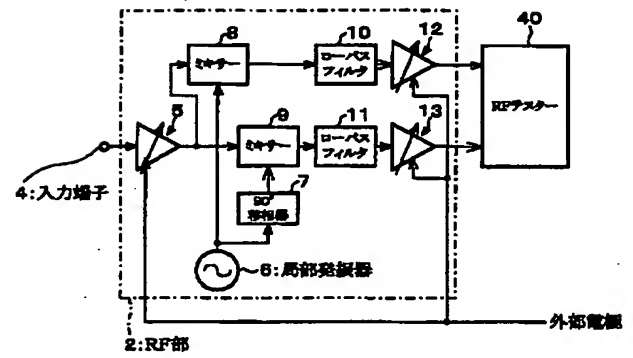 8
ミキサー
10
ローパス
フィルタ
12
40
RFテスター
5
9
ミキサー
11
ローパス
フィルタ
13
4:入力端子
7
90°
移相器
6:局部発振器
2:RF部
外部電極